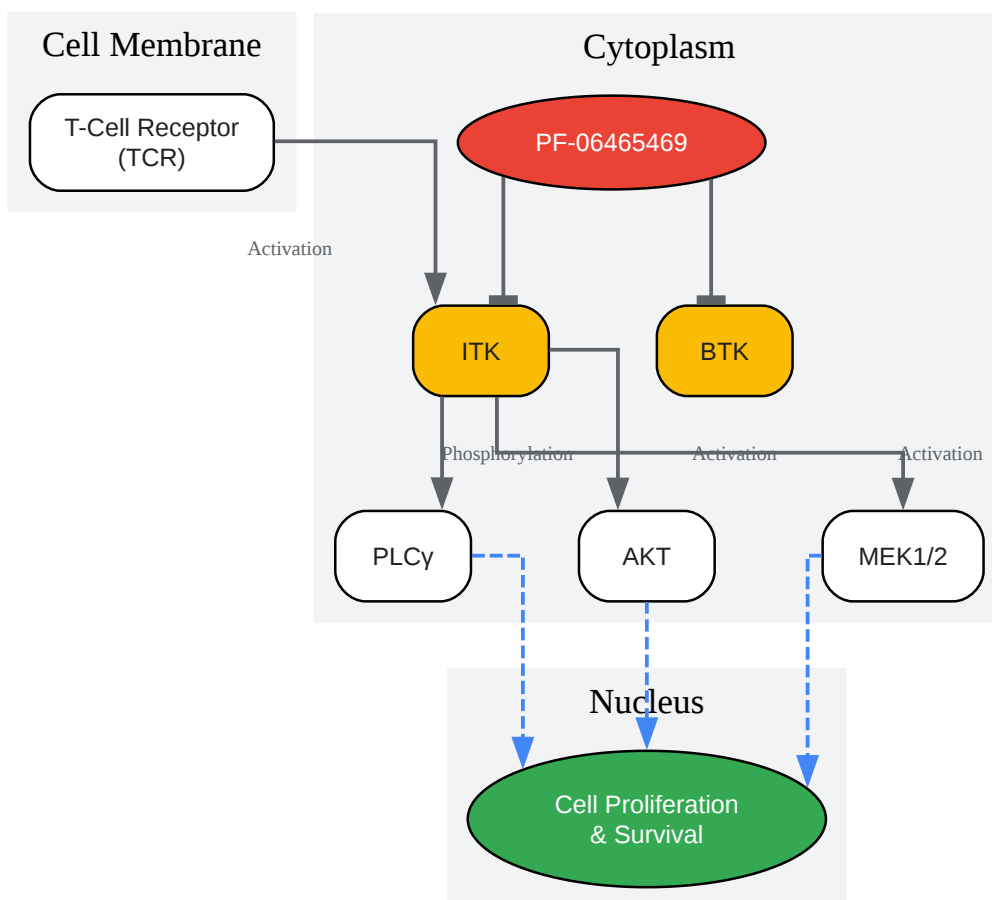 Cell Membrane
Cytoplasm
T-Cell Receptor
(TCR)
PF-06465469
Activation
ITK
BTK
Phosphorylation
Activation
Activation
PLCγ
AKT
MEK1/2
Nucleus
Cell Proliferation
& Survival